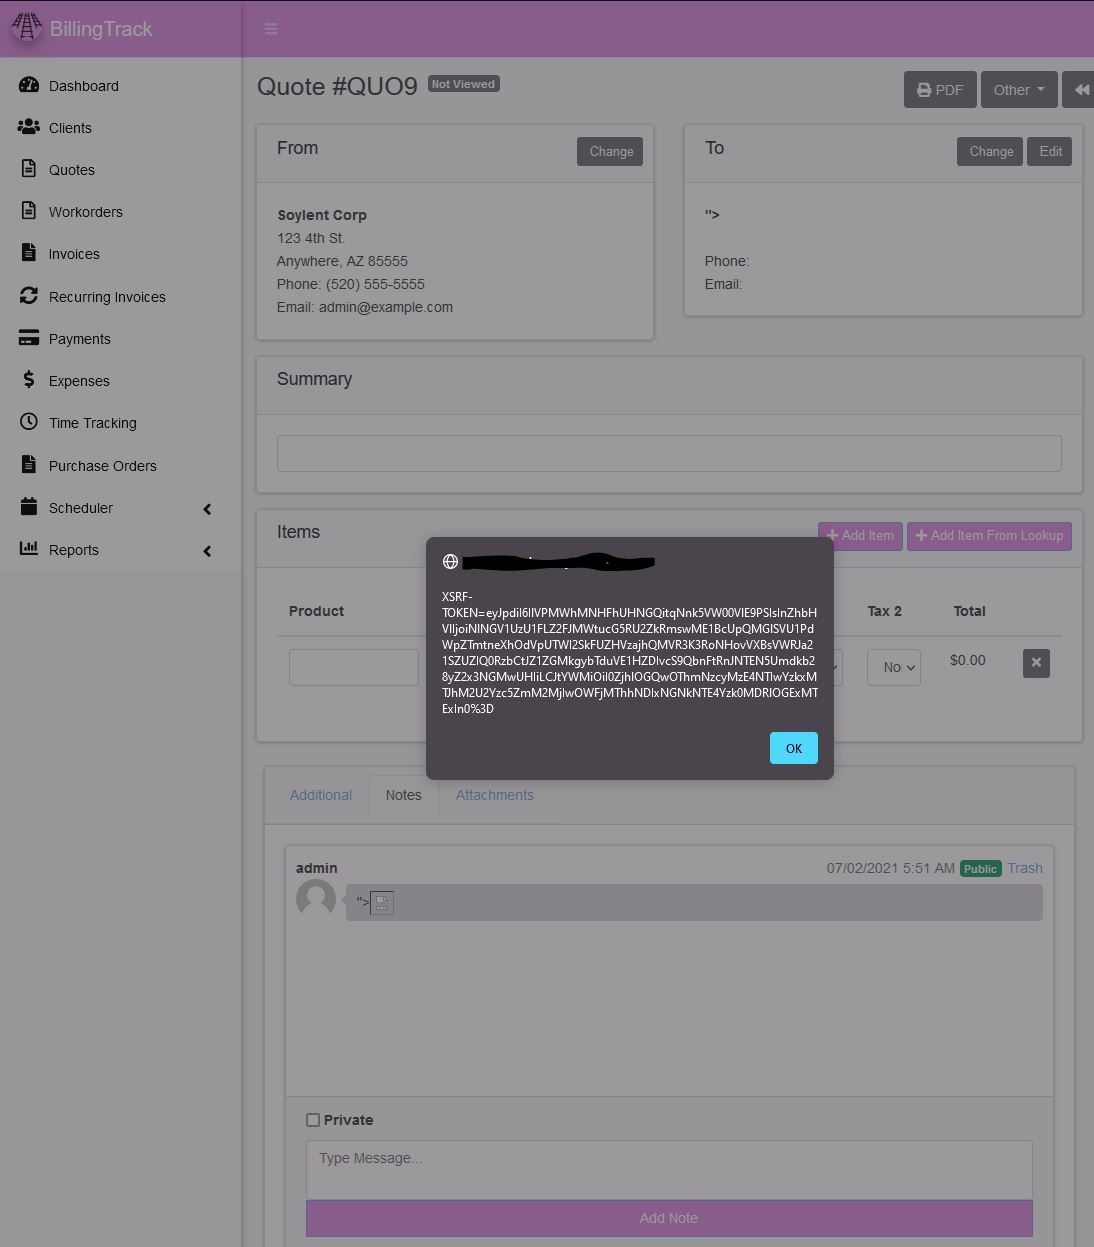 BillingTrack
Dashboard
Clients
Quotes
Workorders
Invoices
Recurring Invoices
Payments
Expenses
Time Tracking
Purchase Orders
Scheduler
Reports
Quote #QUO9 Not Viewed
PDF Other
From Change
Soylent Corp
123 4th St.
Anywhere, AZ 85555
Phone: (520) 555-5555
Email: admin@example.com
To Change Edit
">
Phone:
Email:
Summary
Items Add Item Add Item From Lookup
Product Tax 2 Total
No $0.00
XSRF-
TOKEN=
OK
Additional Notes Attachments
admin 07/02/2021 5:51 AM Public Trash
">
Private
Type Message...
Add Note